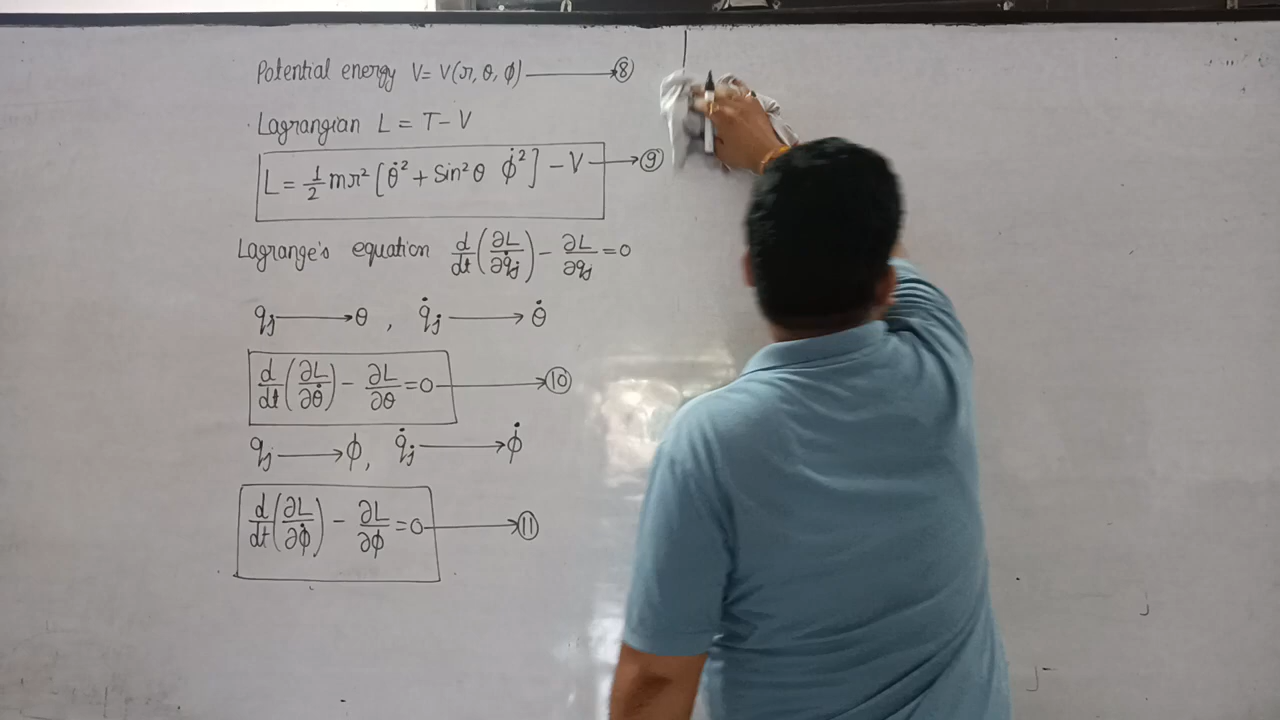 Potential energy V = V(r, θ, ϕ) ⟶ ⑧
Lagrangian L = T - V
L = 1/2 mr² [θ̇² + Sin²θ ϕ̇²] - V ⟶ ⑨
Lagrange's equation d/dt (∂L/∂q̇j) - ∂L/∂qj = 0
qj ⟶ θ , q̇j ⟶ θ̇
d/dt (∂L/∂θ̇) - ∂L/∂θ = 0 ⟶ ⑩
qj ⟶ ϕ, q̇j ⟶ ϕ̇
d/dt (∂L/∂ϕ̇) - ∂L/∂ϕ = 0 ⟶ ⑪